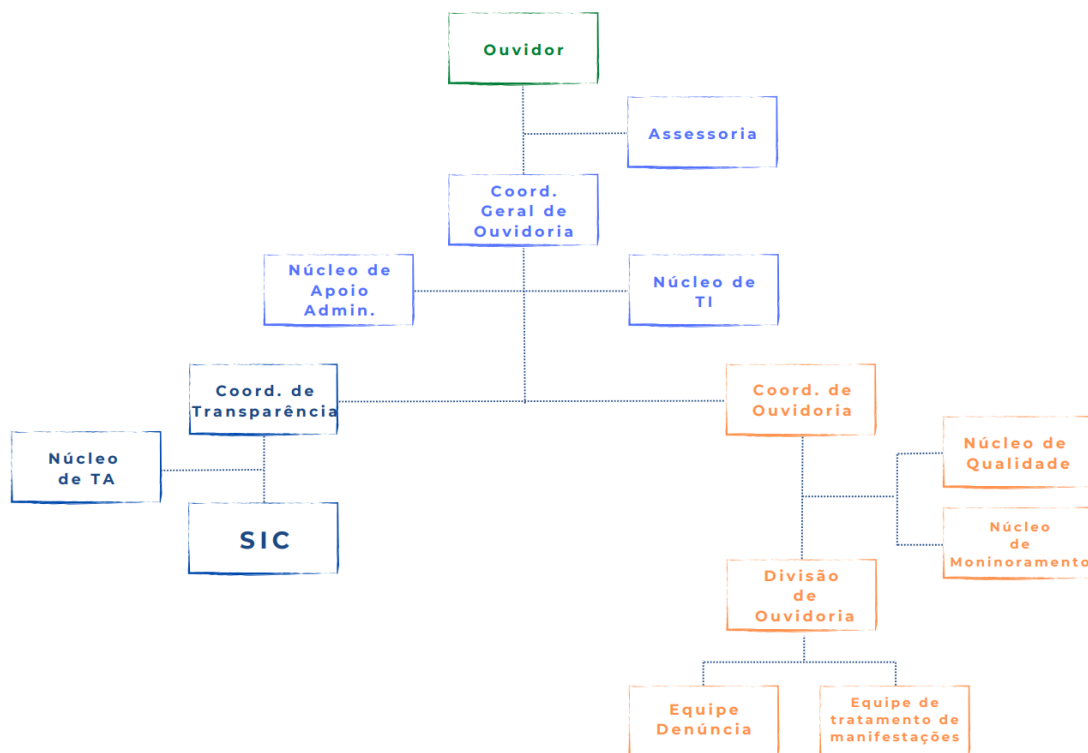 Ouvidor
Assessoria
Coord.
Geral de
Ouvidoria
Núcleo de
Apoio
Admin.
Núcleo de
TI
Coord. de
Transparência
Coord. de
Ouvidoria
Núcleo
de TA
Núcleo de
Qualidade
SIC
Núcleo
de
Moninoramento
Divisão
de
Ouvidoria
Equipe
Denúncia
Equipe de
tratamento de
manifestações